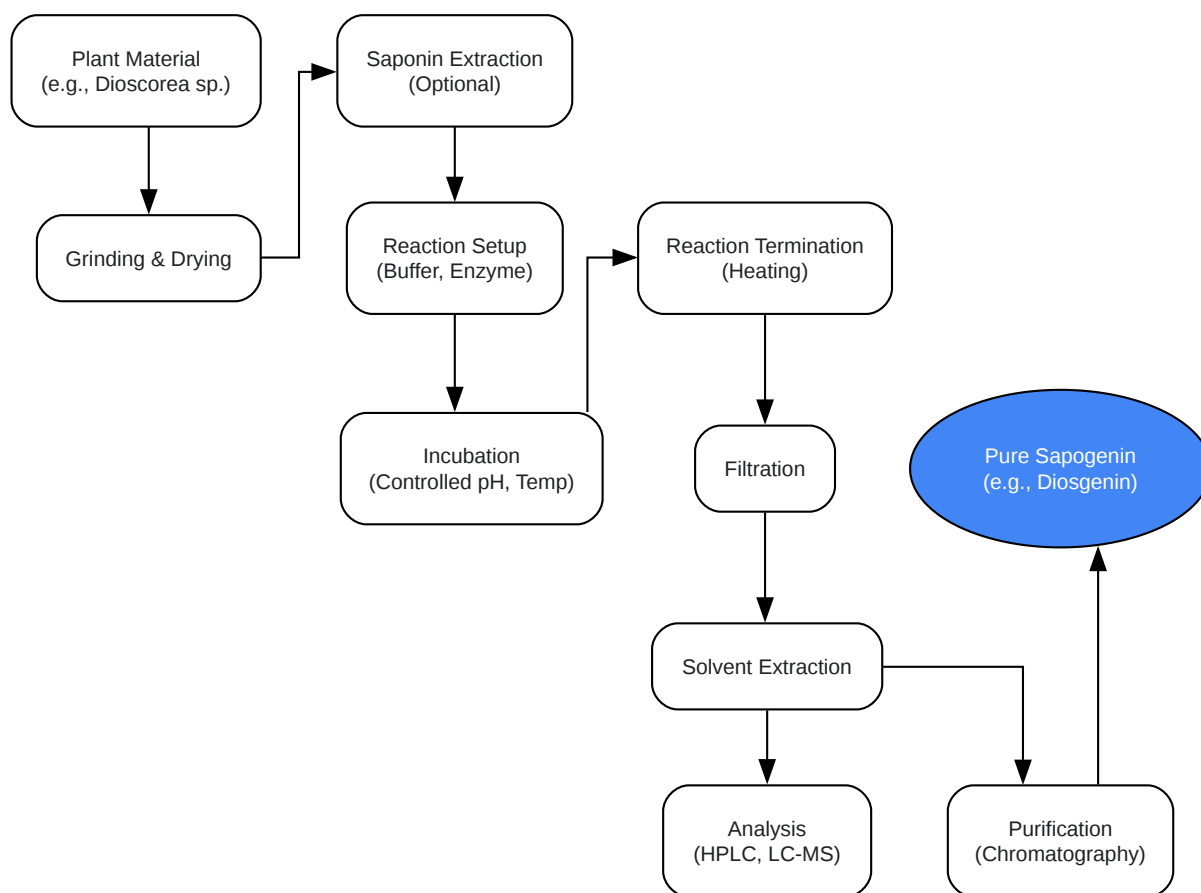 Plant Material
(e.g., Dioscorea sp.)
Grinding & Drying
Saponin Extraction
(Optional)
Reaction Setup
(Buffer, Enzyme)
Incubation
(Controlled pH, Temp)
Reaction Termination
(Heating)
Filtration
Solvent Extraction
Analysis
(HPLC, LC-MS)
Purification
(Chromatography)
Pure Sapogenin
(e.g., Diosgenin)